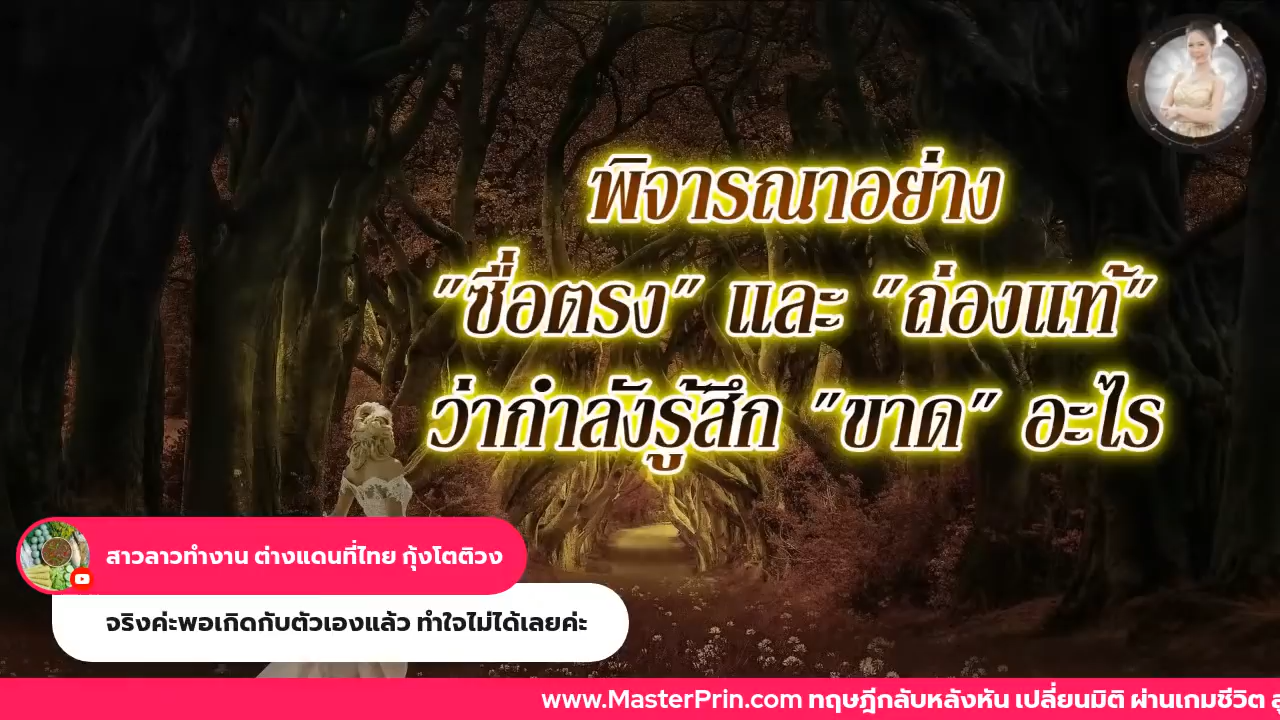 พิจารณาอย่าง
"ซื่อตรง" และ "ถ่องแท้"
ว่ากำลังรู้สึก "ขาด" อะไร
สาวลาวทำงาน ต่างแดนที่ไทย กุ้งโตติวง
จริงค่ะพอเกิดกับตัวเองแล้ว ทำใจไม่ได้เลยค่ะ
www.MasterPrin.com ทฤษฎีกลับหลังหัน เปลี่ยนมิติ ผ่านเกมชีวิต